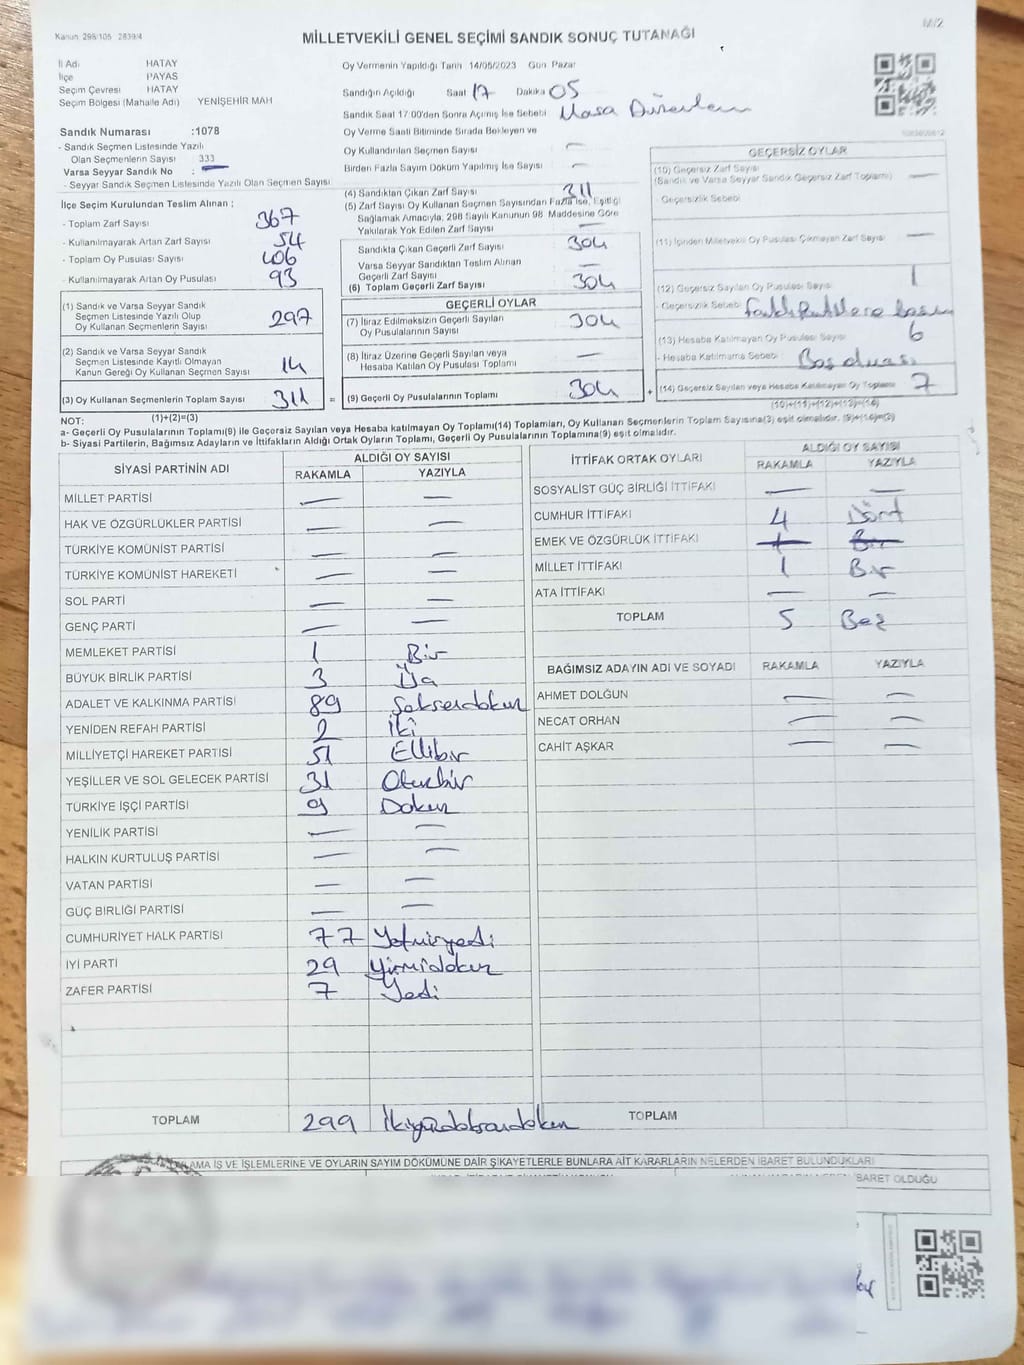 M/2
Kanun: 298/105 2839/4
MİLLETVEKİLİ GENEL SEÇİMİ SANDIK SONUÇ TUTANAĞI
İl Adı HATAY
İlçe PAYAS
Seçim Çevresi HATAY
Seçim Bölgesi (Mahalle Adı) YENİŞEHİR MAH
Sandık Numarası :1078
- Sandık Seçmen Listesinde Yazılı
Olan Seçmenlerin Sayısı 333
Varsa Seyyar Sandık No : —
- Seyyar Sandık Seçmen Listesinde Yazılı Olan Seçmen Sayısı
İlçe Seçim Kurulundan Teslim Alınan :
- Toplam Zarf Sayısı 367
- Kullanılmayarak Artan Zarf Sayısı 54
- Toplam Oy Pusulası Sayısı 406
- Kullanılmayarak Artan Oy Pusulası 93
(1) Sandık ve Varsa Seyyar Sandık
Seçmen Listesinde Yazılı Olup
Oy Kullanan Seçmenlerin Sayısı 297
(2) Sandık ve Varsa Seyyar Sandık
Seçmen Listesinde Kayıtlı Olmayan
Kanun Gereği Oy Kullanan Seçmen Sayısı 14
(3) Oy Kullanan Seçmenlerin Toplam Sayısı 311 =
(1)+(2)=(3)
Oy Vermenin Yapıldığı Tarih 14/05/2023 Gün Pazar
Sandığın Açıldığı Saat 17 Dakika 05
Sandık Saat 17:00'den Sonra Açılmış İse Sebebi Masa Düzenlem
Oy Verme Saati Bitiminde Sırada Bekleyen ve
Oy Kullandırılan Seçmen Sayısı —
Birden Fazla Sayım Döküm Yapılmış İse Sayısı —
(4) Sandıktan Çıkan Zarf Sayısı 311
(5) Zarf Sayısı Oy Kullanan Seçmen Sayısından Fazla İse, Eşitliği
Sağlamak Amacıyla; 298 Sayılı Kanunun 98. Maddesine Göre
Yakılarak Yok Edilen Zarf Sayısı —
Sandıkta Çıkan Geçerli Zarf Sayısı 304
Varsa Seyyar Sandıktan Teslim Alınan
Geçerli Zarf Sayısı —
(6) Toplam Geçerli Zarf Sayısı 304
GEÇERLİ OYLAR
(7) İtiraz Edilmeksizin Geçerli Sayılan
Oy Pusulalarının Sayısı 304
(8) İtiraz Üzerine Geçerli Sayılan veya
Hesaba Katılan Oy Pusulası Toplamı —
(9) Geçerli Oy Pusulalarının Toplamı 304 +
GEÇERSİZ OYLAR
(10) Geçersiz Zarf Sayısı
(Sandık ve Varsa Seyyar Sandık Geçersiz Zarf Toplamı) —
- Geçersizlik Sebebi
(11) İçinden Milletvekili Oy Pusulası Çıkmayan Zarf Sayısı —
(12) Geçersiz Sayılan Oy Pusulası Sayısı 1
- Geçersizlik Sebebi
(13) Hesaba Katılmayan Oy Pusulası Sayısı 6
- Hesaba Katılmama Sebebi Boş olması
(14) Geçersiz Sayılan veya Hesaba Katılmayan Oy Toplamı 7
(10)+(11)+(12)+(13)=(14)
NOT:
a- Geçerli Oy Pusulalarının Toplamı(9) ile Geçersiz Sayılan veya Hesaba katılmayan Oy Toplamı(14) Toplamları, Oy Kullanan Seçmenlerin Toplam Sayısına(3) eşit olmalıdır. (9)+(14)=(3)
b- Siyasi Partilerin, Bağımsız Adayların ve İttifakların Aldığı Ortak Oyların Toplamı, Geçerli Oy Pusulalarının Toplamına(9) eşit olmalıdır.
SİYASİ PARTİNİN ADI ALDIĞI OY SAYISI
RAKAMLA YAZIYLA
MİLLET PARTİSİ — —
HAK VE ÖZGÜRLÜKLER PARTİSİ — —
TÜRKİYE KOMÜNİST PARTİSİ — —
TÜRKİYE KOMÜNİST HAREKETİ — —
SOL PARTİ — —
GENÇ PARTİ — —
MEMLEKET PARTİSİ 1 Bir
BÜYÜK BİRLİK PARTİSİ 3 Üç
ADALET VE KALKINMA PARTİSİ 89 Seksendokuz
YENİDEN REFAH PARTİSİ 2 İki
MİLLİYETÇİ HAREKET PARTİSİ 51 Ellibir
YEŞİLLER VE SOL GELECEK PARTİSİ 31 Otuzbir
TÜRKİYE İŞÇİ PARTİSİ 9 Dokuz
YENİLİK PARTİSİ — —
HALKIN KURTULUŞ PARTİSİ — —
VATAN PARTİSİ — —
GÜÇ BİRLİĞİ PARTİSİ — —
CUMHURİYET HALK PARTİSİ 77 Yetmişyedi
İYİ PARTİ 29 Yirmidokuz
ZAFER PARTİSİ 7 Yedi
TOPLAM 299 İkiyüzdoksandokuz
İTTİFAK ORTAK OYLARI ALDIĞI OY SAYISI
RAKAMLA YAZIYLA
SOSYALİST GÜÇ BİRLİĞİ İTTİFAKI — —
CUMHUR İTTİFAKI 4 Dört
EMEK VE ÖZGÜRLÜK İTTİFAKI 1 Bir
MİLLET İTTİFAKI 1 Bir
ATA İTTİFAKI — —
TOPLAM 5 Beş
BAĞIMSIZ ADAYIN ADI VE SOYADI RAKAMLA YAZIYLA
AHMET DOLĞUN — —
NECAT ORHAN — —
CAHİT AŞKAR — —
TOPLAM
LAMA İŞ VE İŞLEMLERİNE VE OYLARIN SAYIM DÖKÜMÜNE DAİR ŞİKAYETLERLE BUNLARA AİT KARARLARIN NELERDEN İBARET BULUNDUKLARI
BARET OLDUĞU